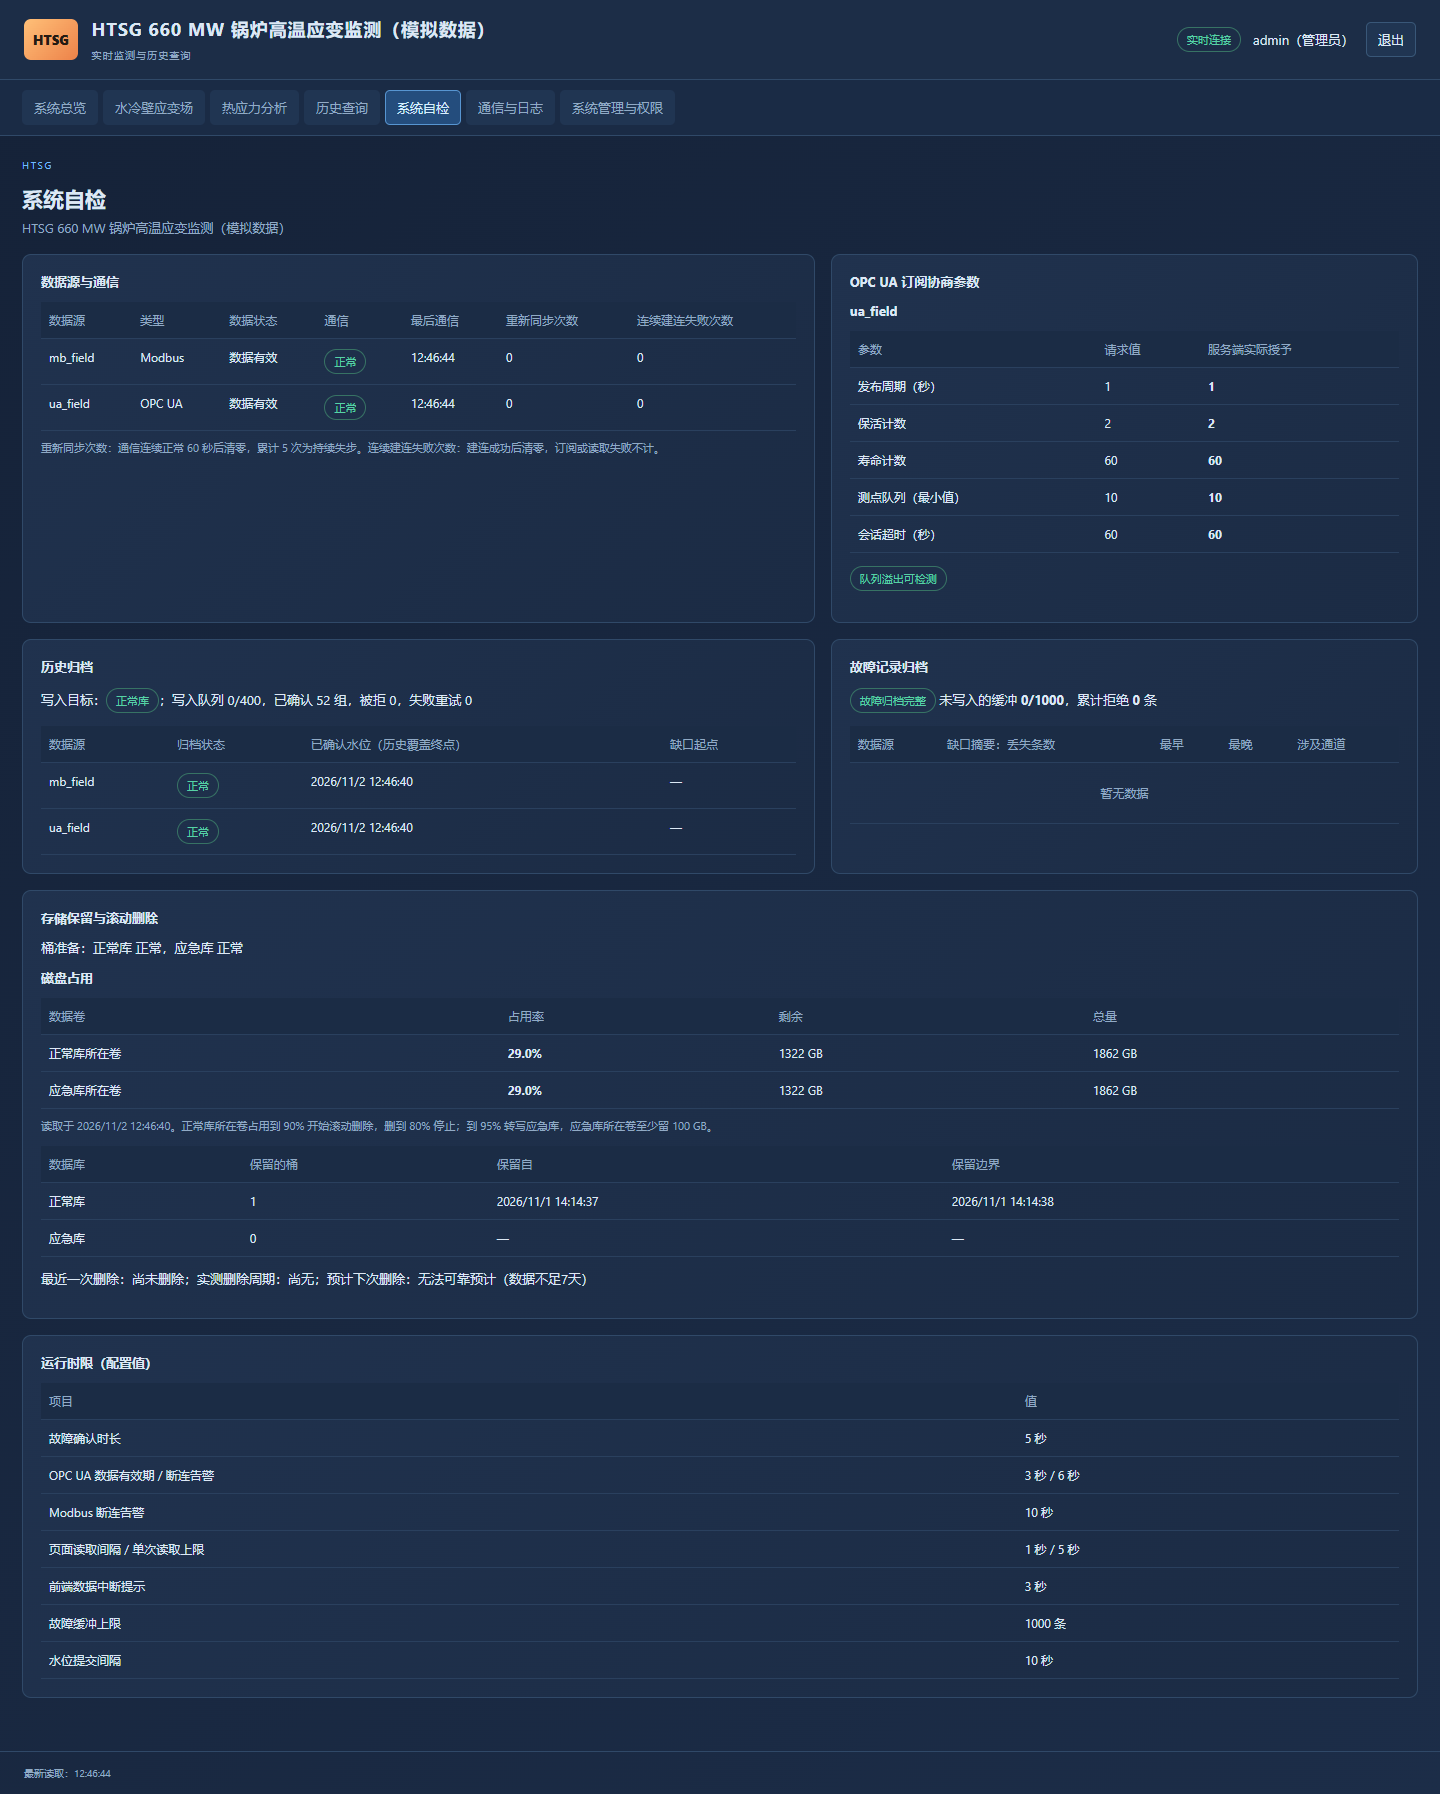 HTSG
HTSG 660 MW 锅炉高温应变监测（模拟数据）
实时监测与历史查询
实时连接
admin（管理员）
退出
系统总览
水冷壁应变场
热应力分析
历史查询
系统自检
通信与日志
系统管理与权限
HTSG
系统自检
HTSG 660 MW 锅炉高温应变监测（模拟数据）
数据源与通信
数据源 类型 数据状态 通信 最后通信 重新同步次数 连续建连失败次数
mb_field Modbus 数据有效 正常 12:46:44 0 0
ua_field OPC UA 数据有效 正常 12:46:44 0 0
重新同步次数：通信连续正常 60 秒后清零，累计 5 次为持续失步。连续建连失败次数：建连成功后清零，订阅或读取失败不计。
OPC UA 订阅协商参数
ua_field
参数 请求值 服务端实际授予
发布周期（秒） 1 1
保活计数 2 2
寿命计数 60 60
测点队列（最小值） 10 10
会话超时（秒） 60 60
队列溢出可检测
历史归档
写入目标：正常库；写入队列 0/400，已确认 52 组，被拒 0，失败重试 0
数据源 归档状态 已确认水位（历史覆盖终点） 缺口起点
mb_field 正常 2026/11/2 12:46:40 —
ua_field 正常 2026/11/2 12:46:40 —
故障记录归档
故障归档完整 未写入的缓冲 0/1000，累计拒绝 0 条
数据源 缺口摘要：丢失条数 最早 最晚 涉及通道
暂无数据
存储保留与滚动删除
桶准备：正常库 正常，应急库 正常
磁盘占用
数据卷 占用率 剩余 总量
正常库所在卷 29.0% 1322 GB 1862 GB
应急库所在卷 29.0% 1322 GB 1862 GB
读取于 2026/11/2 12:46:40。正常库所在卷占用到 90% 开始滚动删除，删到 80% 停止；到 95% 转写应急库，应急库所在卷至少留 100 GB。
数据库 保留的桶 保留自 保留边界
正常库 1 2026/11/1 14:14:37 2026/11/1 14:14:38
应急库 0 — —
最近一次删除：尚未删除；实测删除周期：尚无；预计下次删除：无法可靠预计（数据不足7天）
运行时限（配置值）
项目 值
故障确认时长 5 秒
OPC UA 数据有效期 / 断连告警 3 秒 / 6 秒
Modbus 断连告警 10 秒
页面读取间隔 / 单次读取上限 1 秒 / 5 秒
前端数据中断提示 3 秒
故障缓冲上限 1000 条
水位提交间隔 10 秒
最新读取：12:46:44